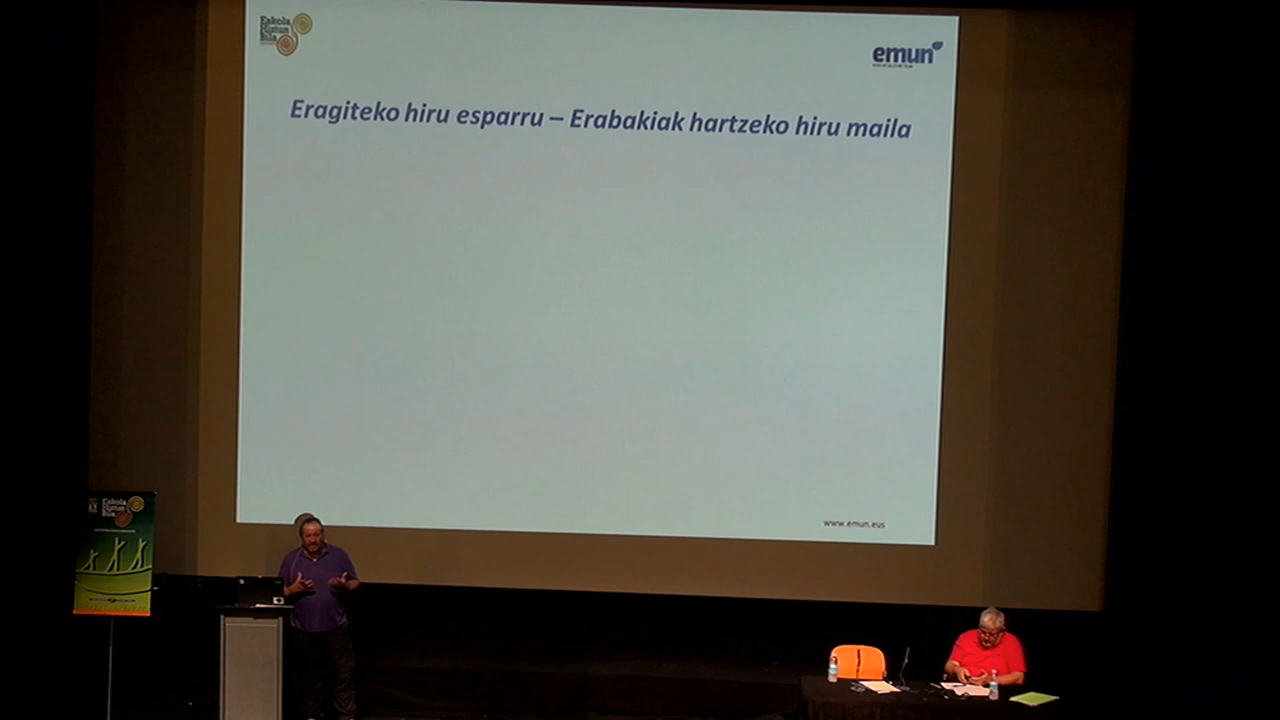 Eskola
Hiztun
Bila
emun
Eragiteko hiru esparru – Erabakiak hartzeko hiru maila
www.emun.eus
Eskola
Hiztun
Bila